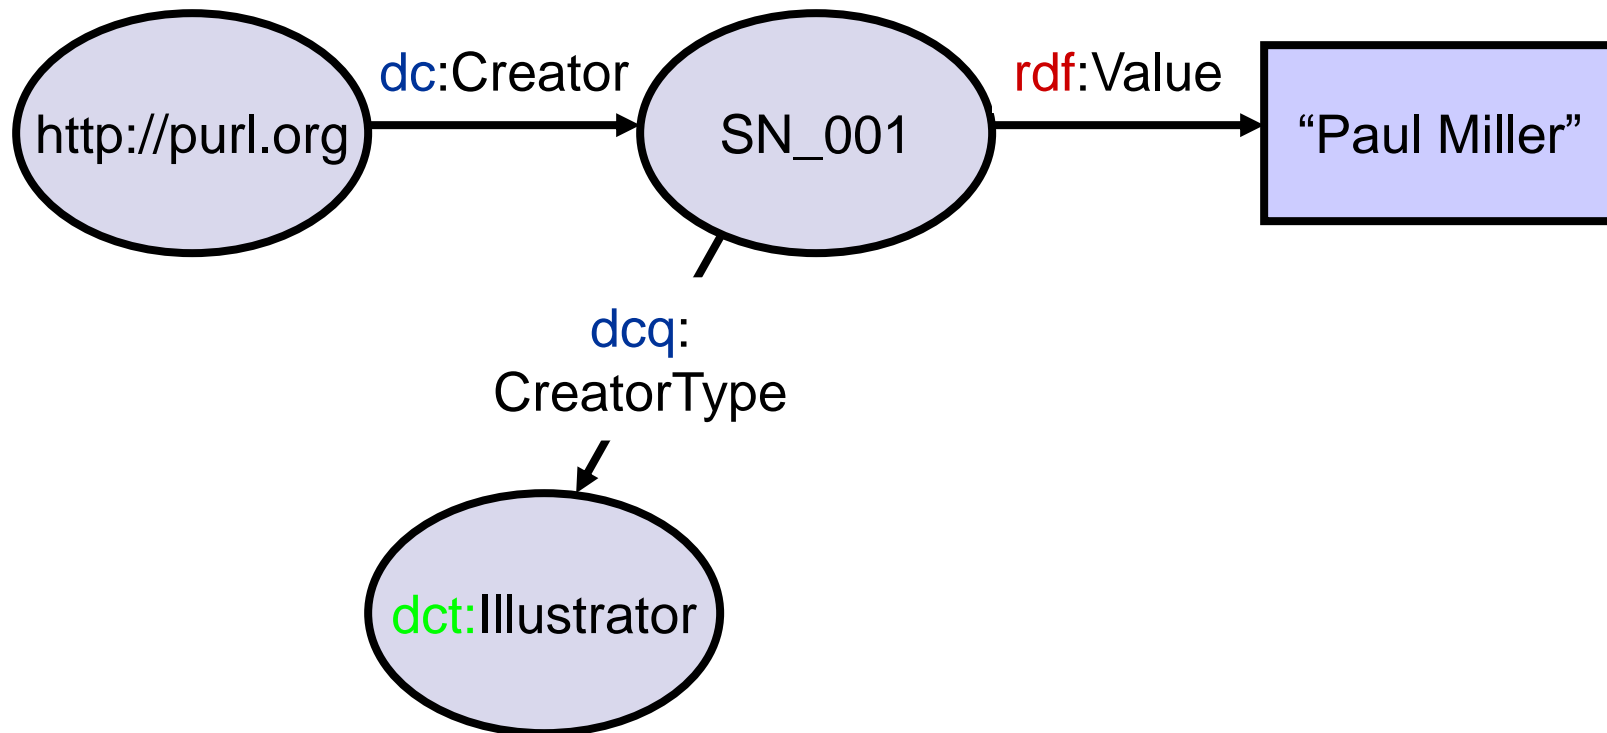 dc:Creator
rdf:Value
http://purl.org
SN_001
“Paul Miller”
dcq:
CreatorType
dct:Illustrator